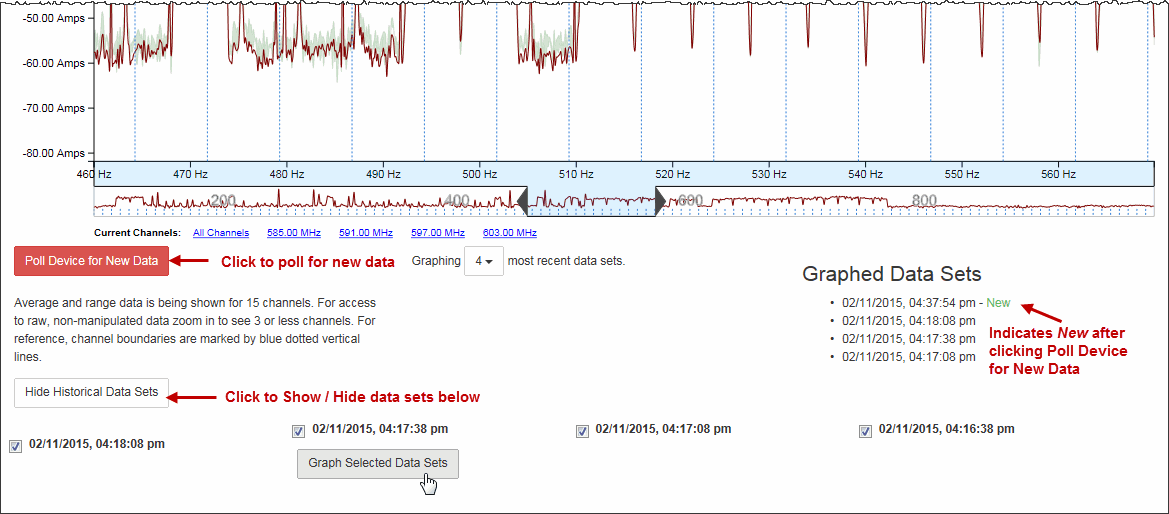 -50.00 Amps
-60.00 Amps
-70.00 Amps
-80.00 Amps
460 Hz 470 Hz 480 Hz 490 Hz 500 Hz 510 Hz 520 Hz 530 Hz 540 Hz 550 Hz 560 Hz
200 400 600 800
Current Channels: All Channels 585.00 MHz 591.00 MHz 597.00 MHz 603.00 MHz
Poll Device for New Data
Click to poll for new data
Graphing 4 most recent data sets.
Average and range data is being shown for 15 channels. For access
to raw, non-manipulated data zoom in to see 3 or less channels. For
reference, channel boundaries are marked by blue dotted vertical
lines.
Graphed Data Sets
• 02/11/2015, 04:37:54 pm - New
• 02/11/2015, 04:18:08 pm
• 02/11/2015, 04:17:38 pm
• 02/11/2015, 04:17:08 pm
Indicates New after
clicking Poll Device
for New Data
Hide Historical Data Sets
Click to Show / Hide data sets below
02/11/2015, 04:18:08 pm
02/11/2015, 04:17:38 pm
02/11/2015, 04:17:08 pm
02/11/2015, 04:16:38 pm
Graph Selected Data Sets